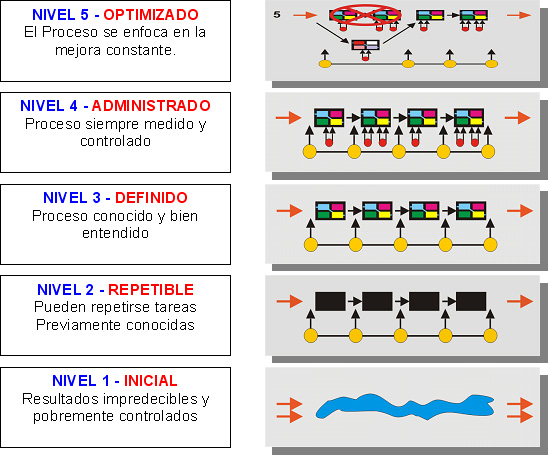 NIVEL 5 - OPTIMIZADO
El Proceso se enfoca en la
mejora constante.
5
NIVEL 4 - ADMINISTRADO
Proceso siempre medido y
controlado
NIVEL 3 - DEFINIDO
Proceso conocido y bien
entendido
NIVEL 2 - REPETIBLE
Pueden repetirse tareas
Previamente conocidas
NIVEL 1 - INICIAL
Resultados impredecibles y
pobremente controlados